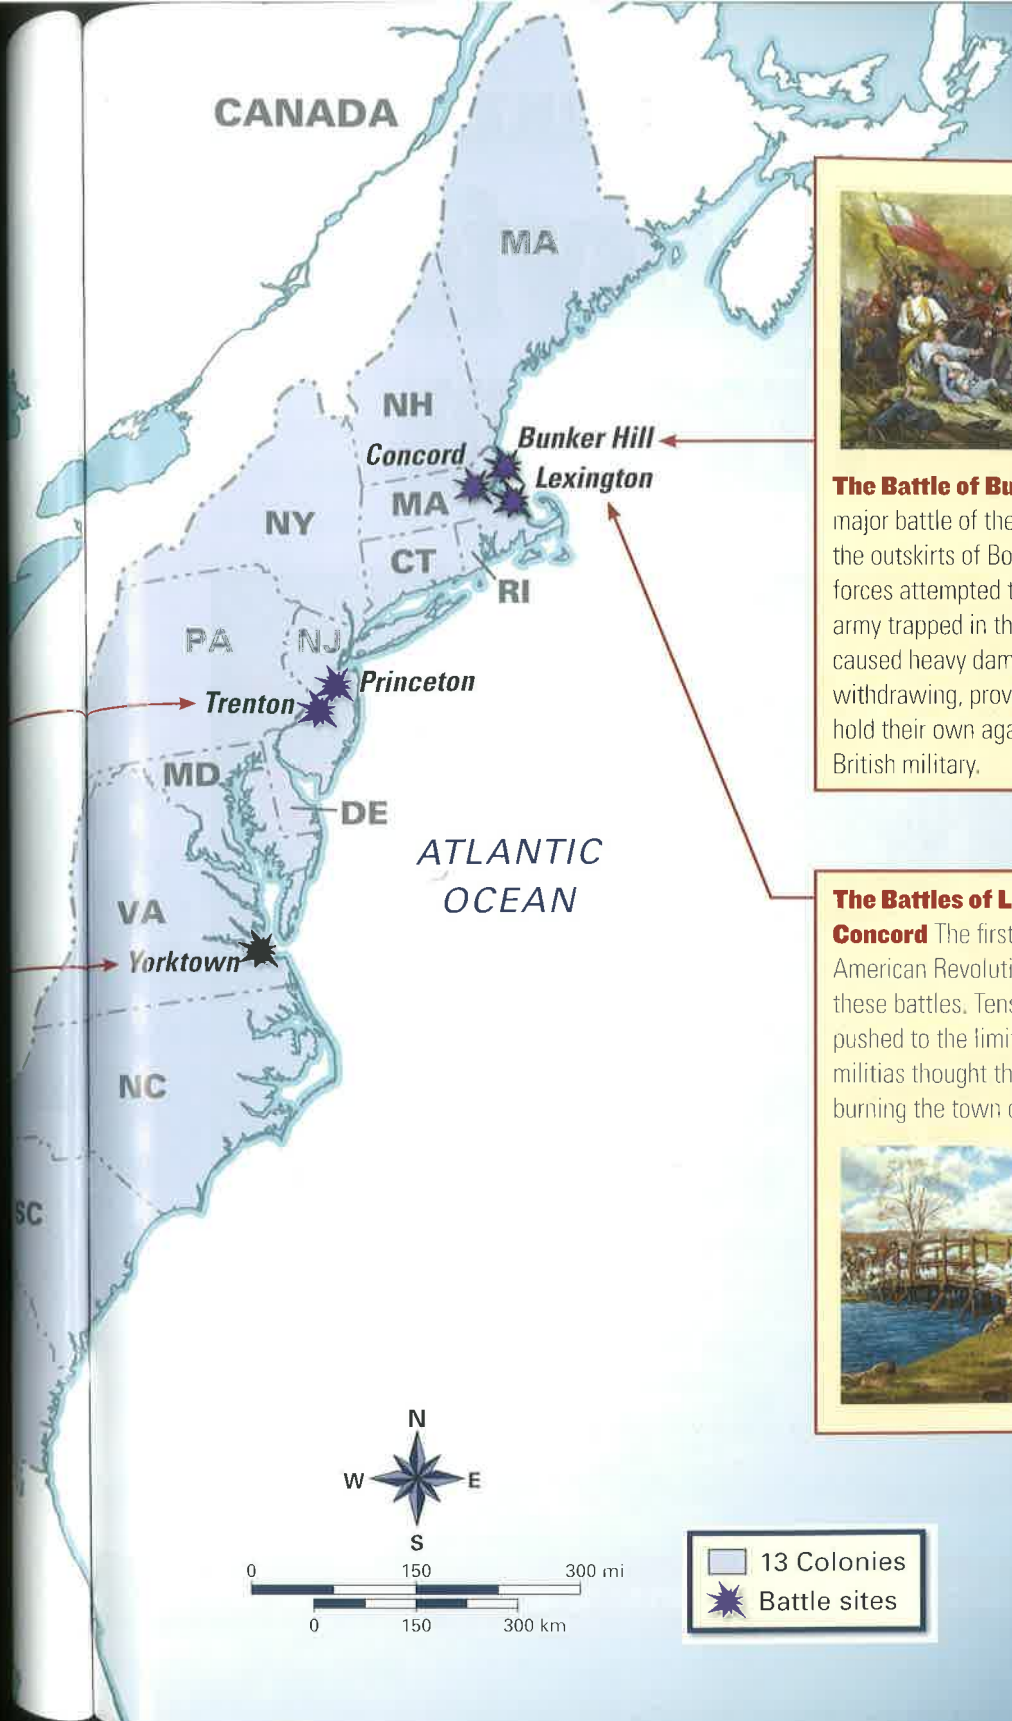 CANADA
MA
NH
Bunker Hill
Concord
Lexington
MA
NY
CT
RI
PA
NJ
Princeton
Trenton
MD
DE
ATLANTIC
OCEAN
VA
Yorktown
NC
SC
The Battle of Bu
major battle of the
the outskirts of Bo
forces attempted t
army trapped in th
caused heavy dam
withdrawing, prov
hold their own aga
British military.
The Battles of L
Concord The first
American Revoluti
these battles. Tens
pushed to the limi
militias thought th
burning the town o
N
W E
S
0 150 300 mi
0 150 300 km
13 Colonies
Battle sites